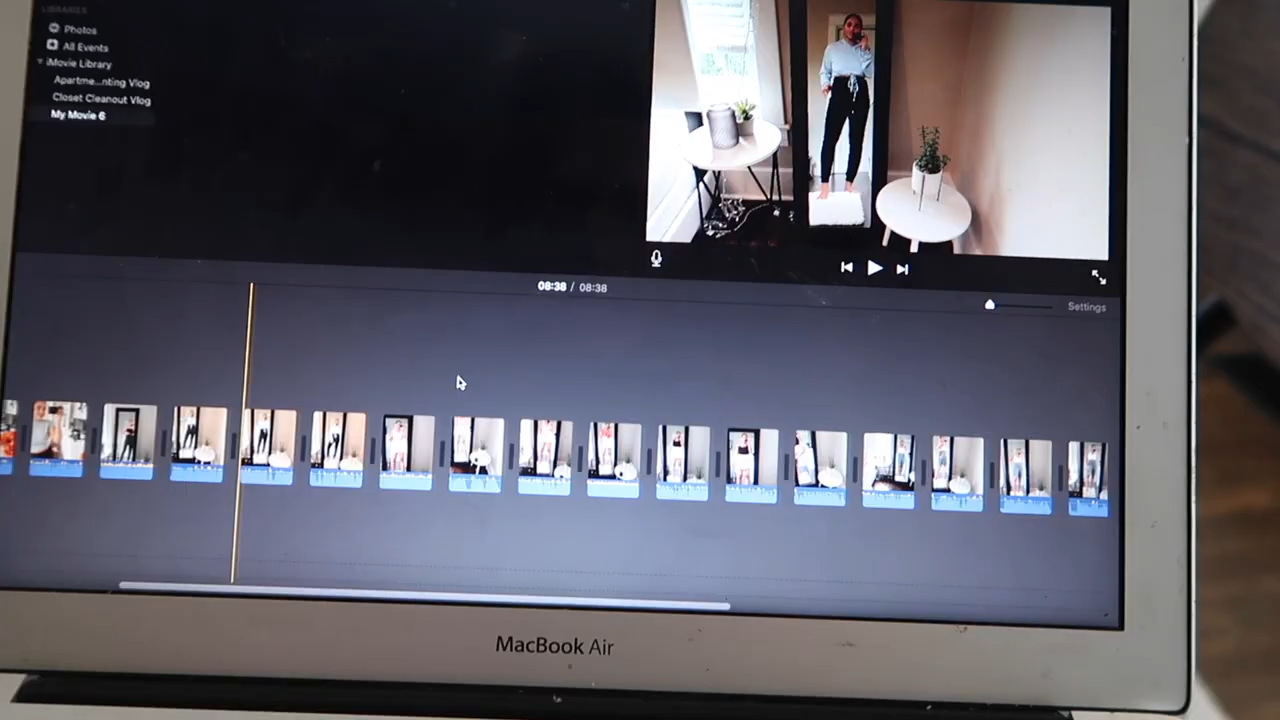 LIBRARIES
Photos
All Events
iMovie Library
Apartme...nting Vlog
Closet Cleanout Vlog
My Movie 6
08:38 / 08:38
Settings
MacBook Air